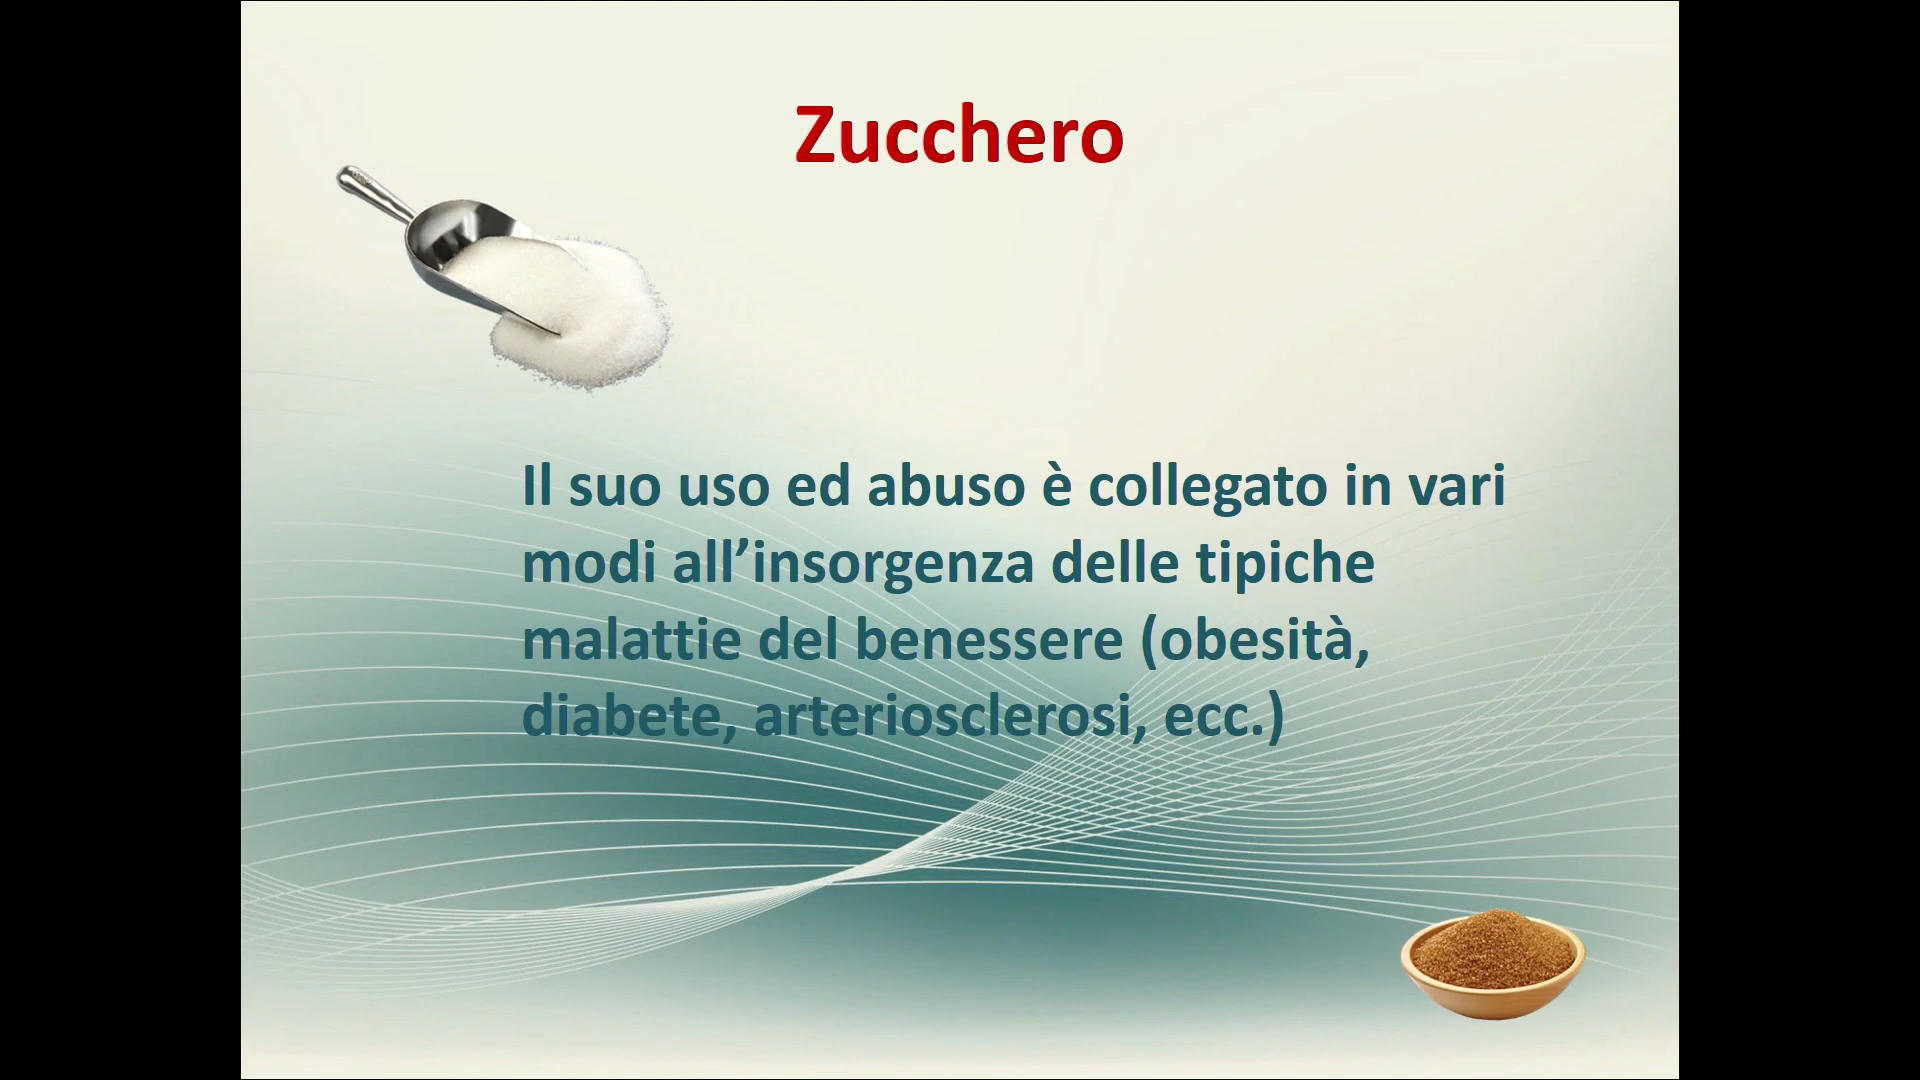 Zucchero
Il suo uso ed abuso è collegato in vari
modi all’insorgenza delle tipiche
malattie del benessere (obesità,
diabete, arteriosclerosi, ecc.)